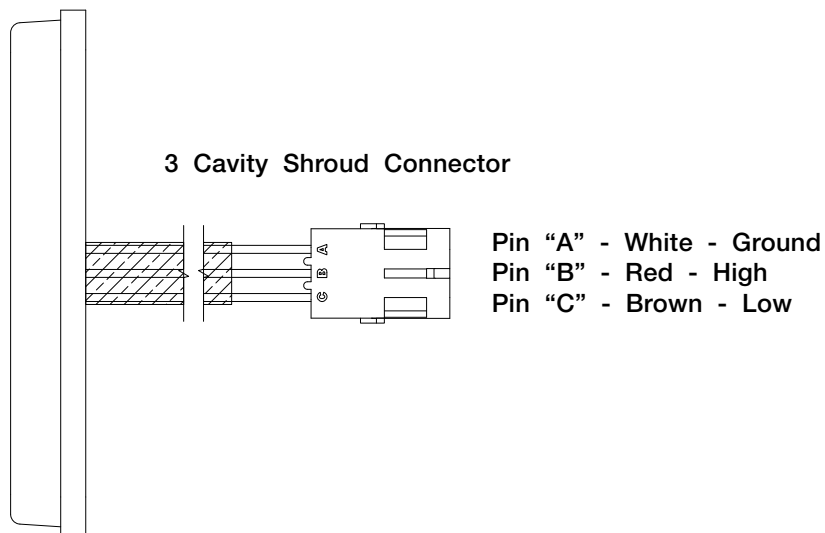 3 Cavity Shroud Connector
A
B
C
Pin “A” - White - Ground
Pin “B” - Red - High
Pin “C” - Brown - Low